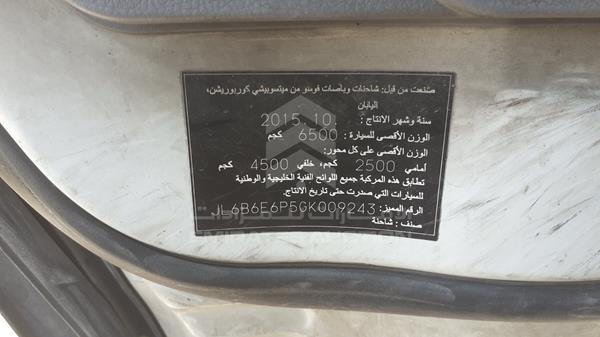 صنعت من قبل: شاحنات وباصات فوسو من ميتسوبيشي كوربوريشن,
اليابان
سنة وشهر الانتاج : 2015. 10.
الوزن الأقصى للسيارة : 6500 كجم
الوزن الأقصى على كل محور:
أمامي 2500 كجم, خلفي 4500 كجم
تطابق هذه المركبة جميع اللوائح الفنية الخليجية والوطنية
للسيارات التي صدرت حتى تاريخ الانتاج.
الرقم المميز: JL6B6E6P5GK009243
صنف : شاحنة